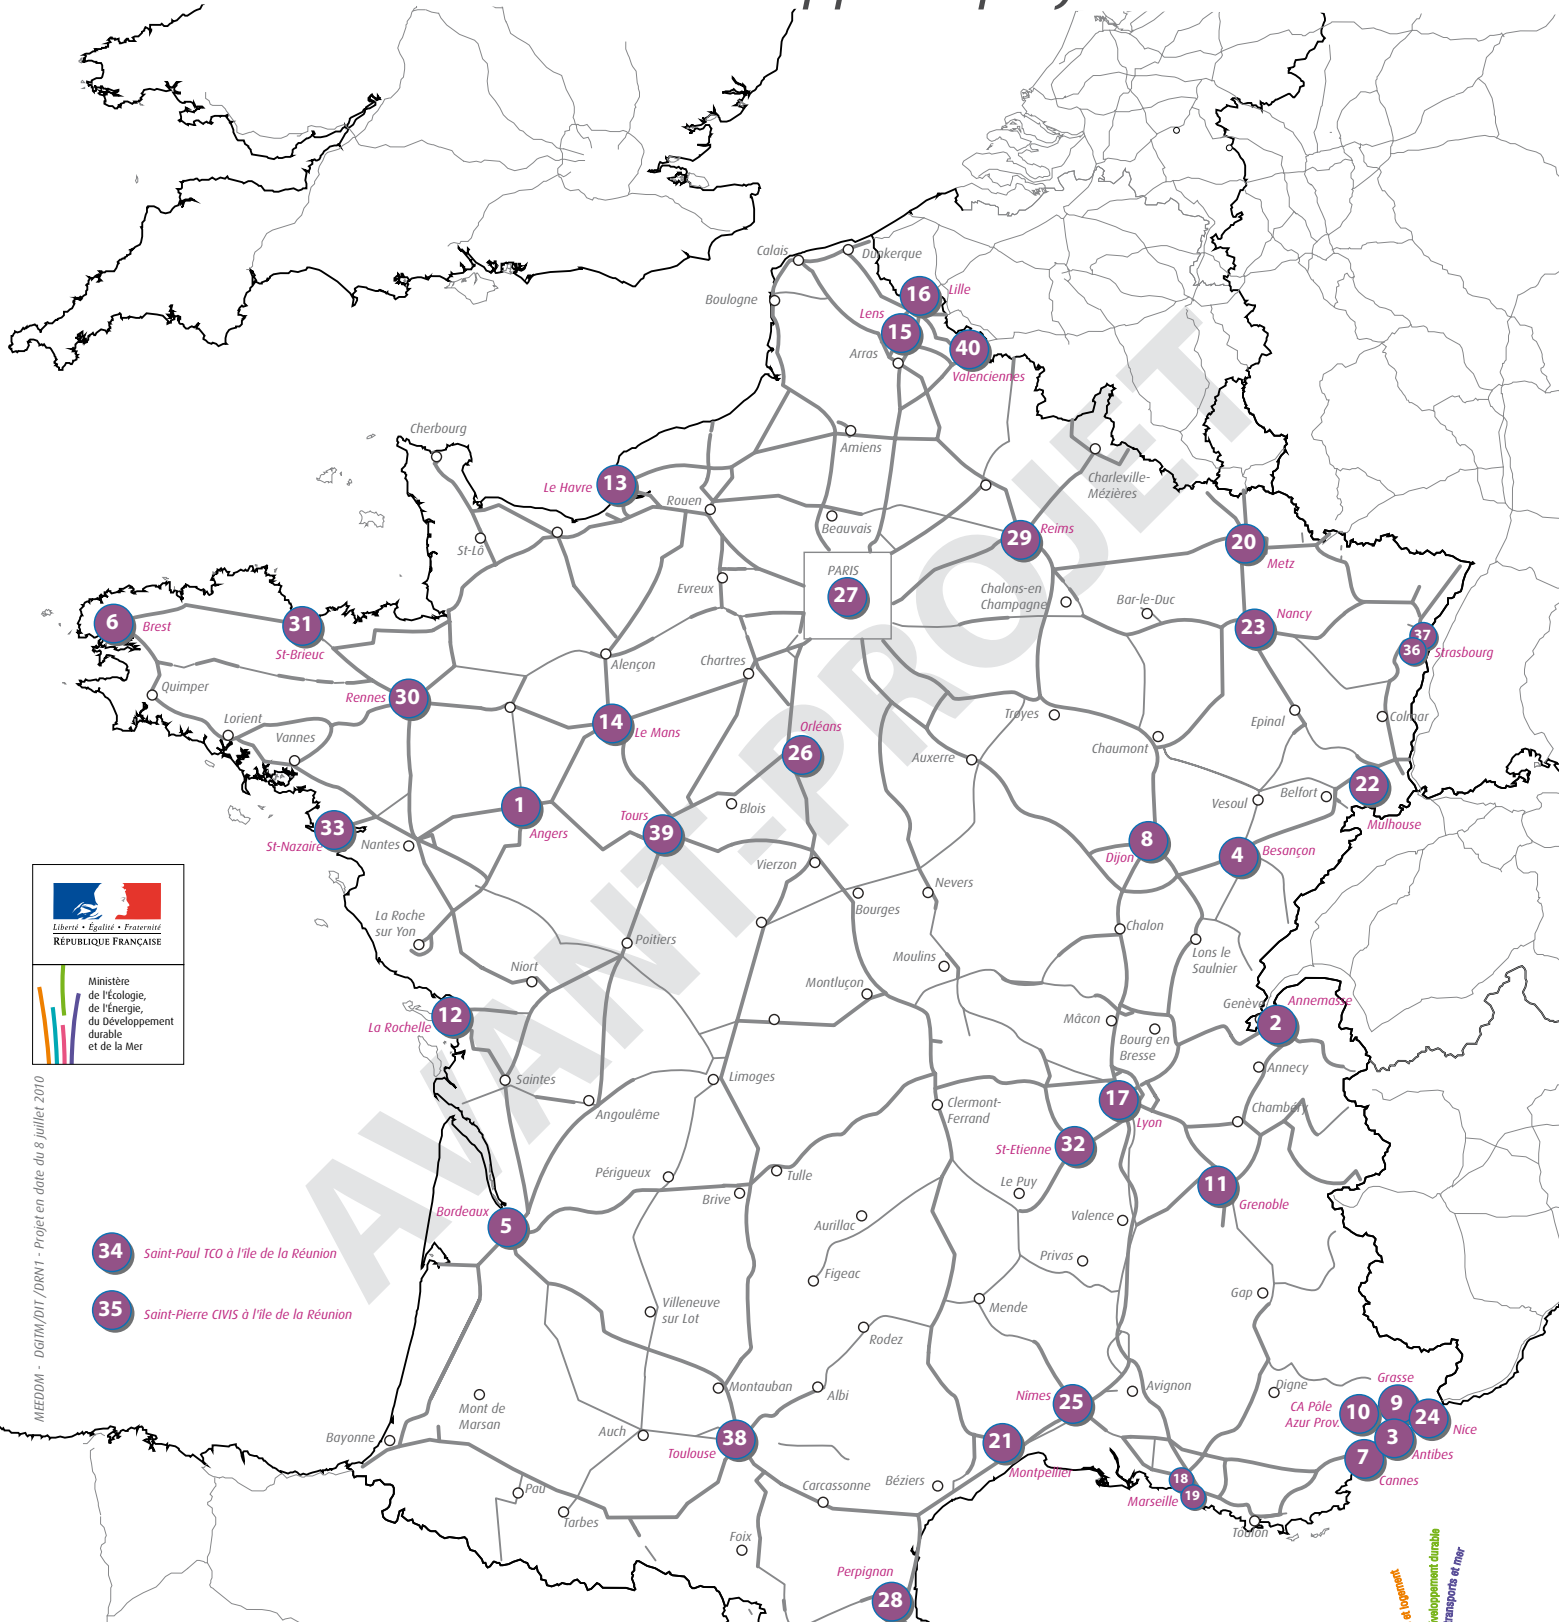 Calais
Dunkerque
Boulogne
16
Lille
Lens
15
Arras
40
Valenciennes
Cherbourg
Amiens
Charleville-
Mézières
13
Le Havre
Rouen
Beauvais
29
Reims
20
Metz
St-Lô
PARIS
27
Evreux
Chalons-en
Champagne
Bar-le-Duc
23
Nancy
37
36
Strasbourg
6
Brest
31
St-Brieuc
Alençon
Chartres
Quimper
Rennes
30
14
Le Mans
Orléans
26
Troyes
Epinal
Colmar
Lorient
Vannes
Auxerre
Chaumont
1
Angers
Tours
39
Blois
Vesoul
Belfort
22
Mulhouse
33
St-Nazaire
Nantes
Vierzon
8
Dijon
4
Besançon
Liberté • Égalité • Fraternité
RÉPUBLIQUE FRANÇAISE
Ministère
de l'Écologie,
de l'Énergie,
du Développement
durable
et de la Mer
Nevers
Bourges
La Roche
sur Yon
Poitiers
Chalon
Lons le
Saulnier
Niort
Moulins
Montluçon
12
La Rochelle
Genève
Annemasse
2
Mâcon
Bourg en
Bresse
Saintes
Limoges
Annecy
Angoulême
Clermont-
Ferrand
17
Lyon
Chambéry
St-Etienne
32
Périgueux
Tulle
Brive
Le Puy
11
Grenoble
Bordeaux
5
Aurillac
Valence
34
Saint-Paul TCO à l'île de la Réunion
Privas
Figeac
35
Saint-Pierre CIVIS à l'île de la Réunion
Villeneuve
sur Lot
Mende
Gap
Rodez
Montauban
Albi
Mont de
Marsan
Nimes
25
Avignon
Digne
Grasse
9
CA Pôle
Azur Prov.
10
24
Nice
3
Antibes
7
Cannes
Bayonne
Auch
38
Toulouse
21
Montpellier
18
19
Marseille
Toulon
Pau
Tarbes
Carcassonne
Béziers
Foix
Perpignan
28
MEEDDM - DGITM/DIT /DRN1 - Projet en date du 8 juillet 2010
AVANT-PROJET
et logement
transports et mer